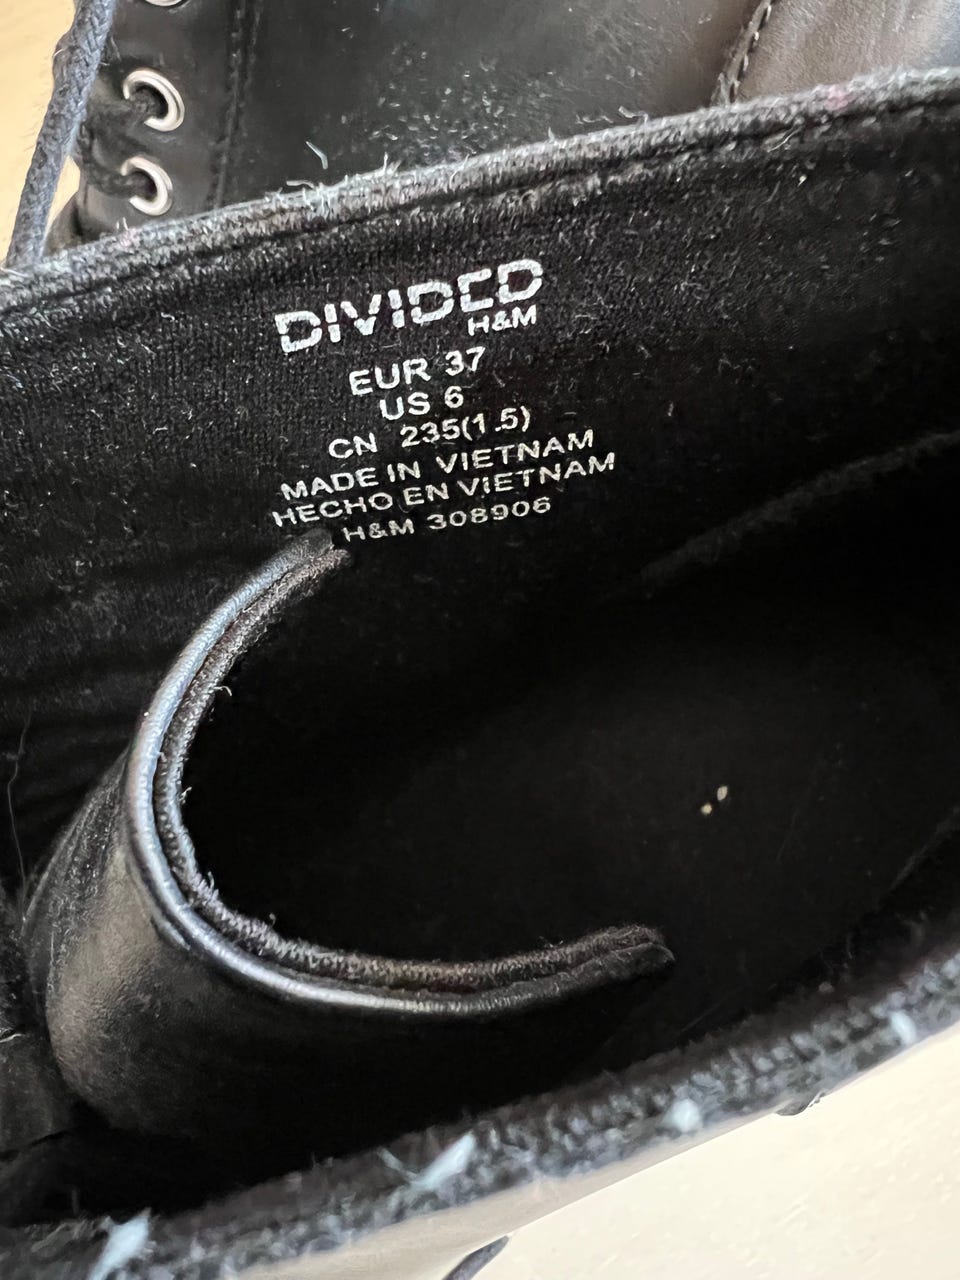 DIVIDED
H&M
EUR 37
US 6
CN 235(1.5)
MADE IN VIETNAM
HECHO EN VIETNAM
H&M 308906